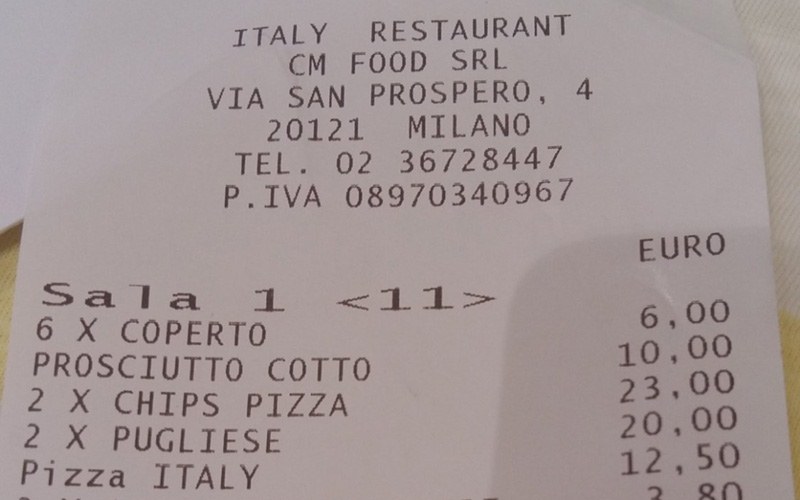 ITALY RESTAURANT
CM FOOD SRL
VIA SAN PROSPERO, 4
20121 MILANO
TEL. 02 36728447
P.IVA 08970340967
EURO
Sala 1 <11>
6 X COPERTO 6,00
PROSCIUTTO COTTO 10,00
2 X CHIPS PIZZA 23,00
2 X PUGLIESE 20,00
Pizza ITALY 12,50